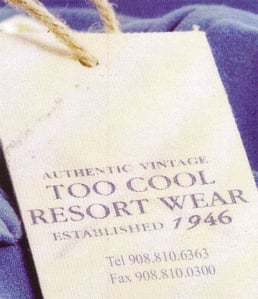 AUTHENTIC VINTAGE
TOO COOL
RESORT WEAR
ESTABLISHED 1946
Tel 908.810.6363
Fax 908.810.0300